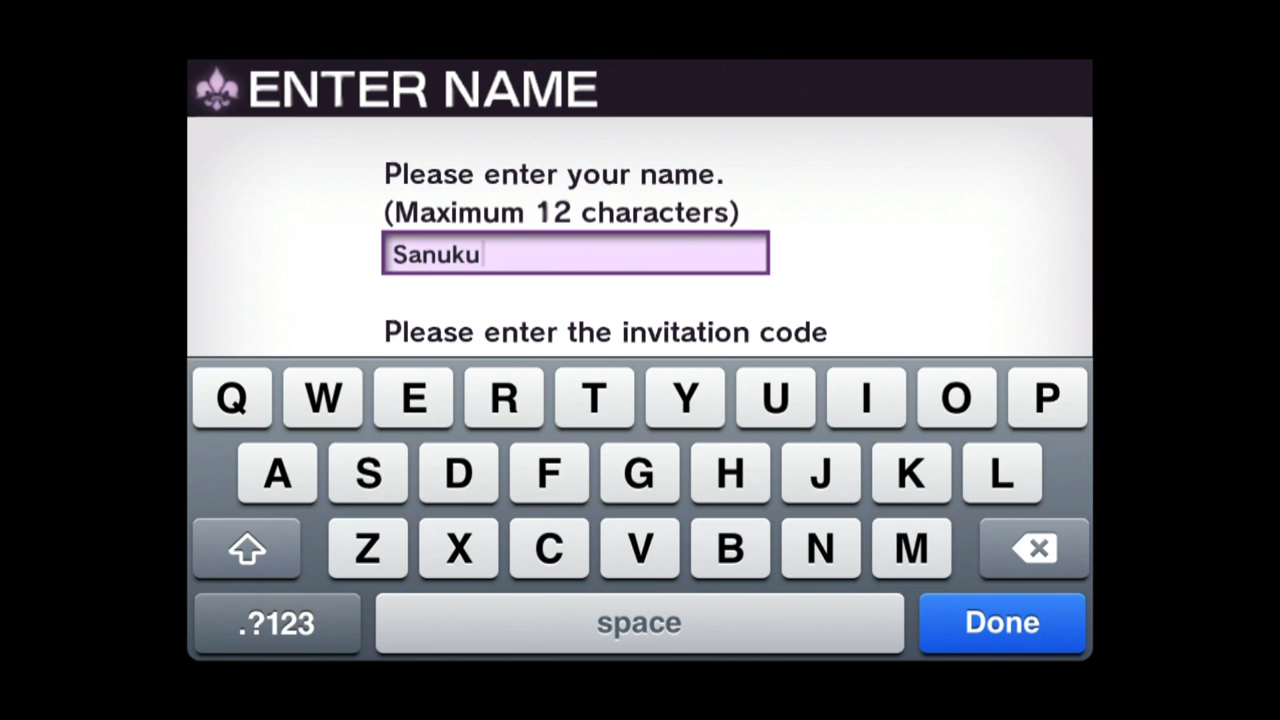 ENTER NAME
Please enter your name.
(Maximum 12 characters)
Sanuku
Please enter the invitation code
Q W E R T Y U I O P
A S D F G H J K L
Z X C V B N M
.?123 space Done